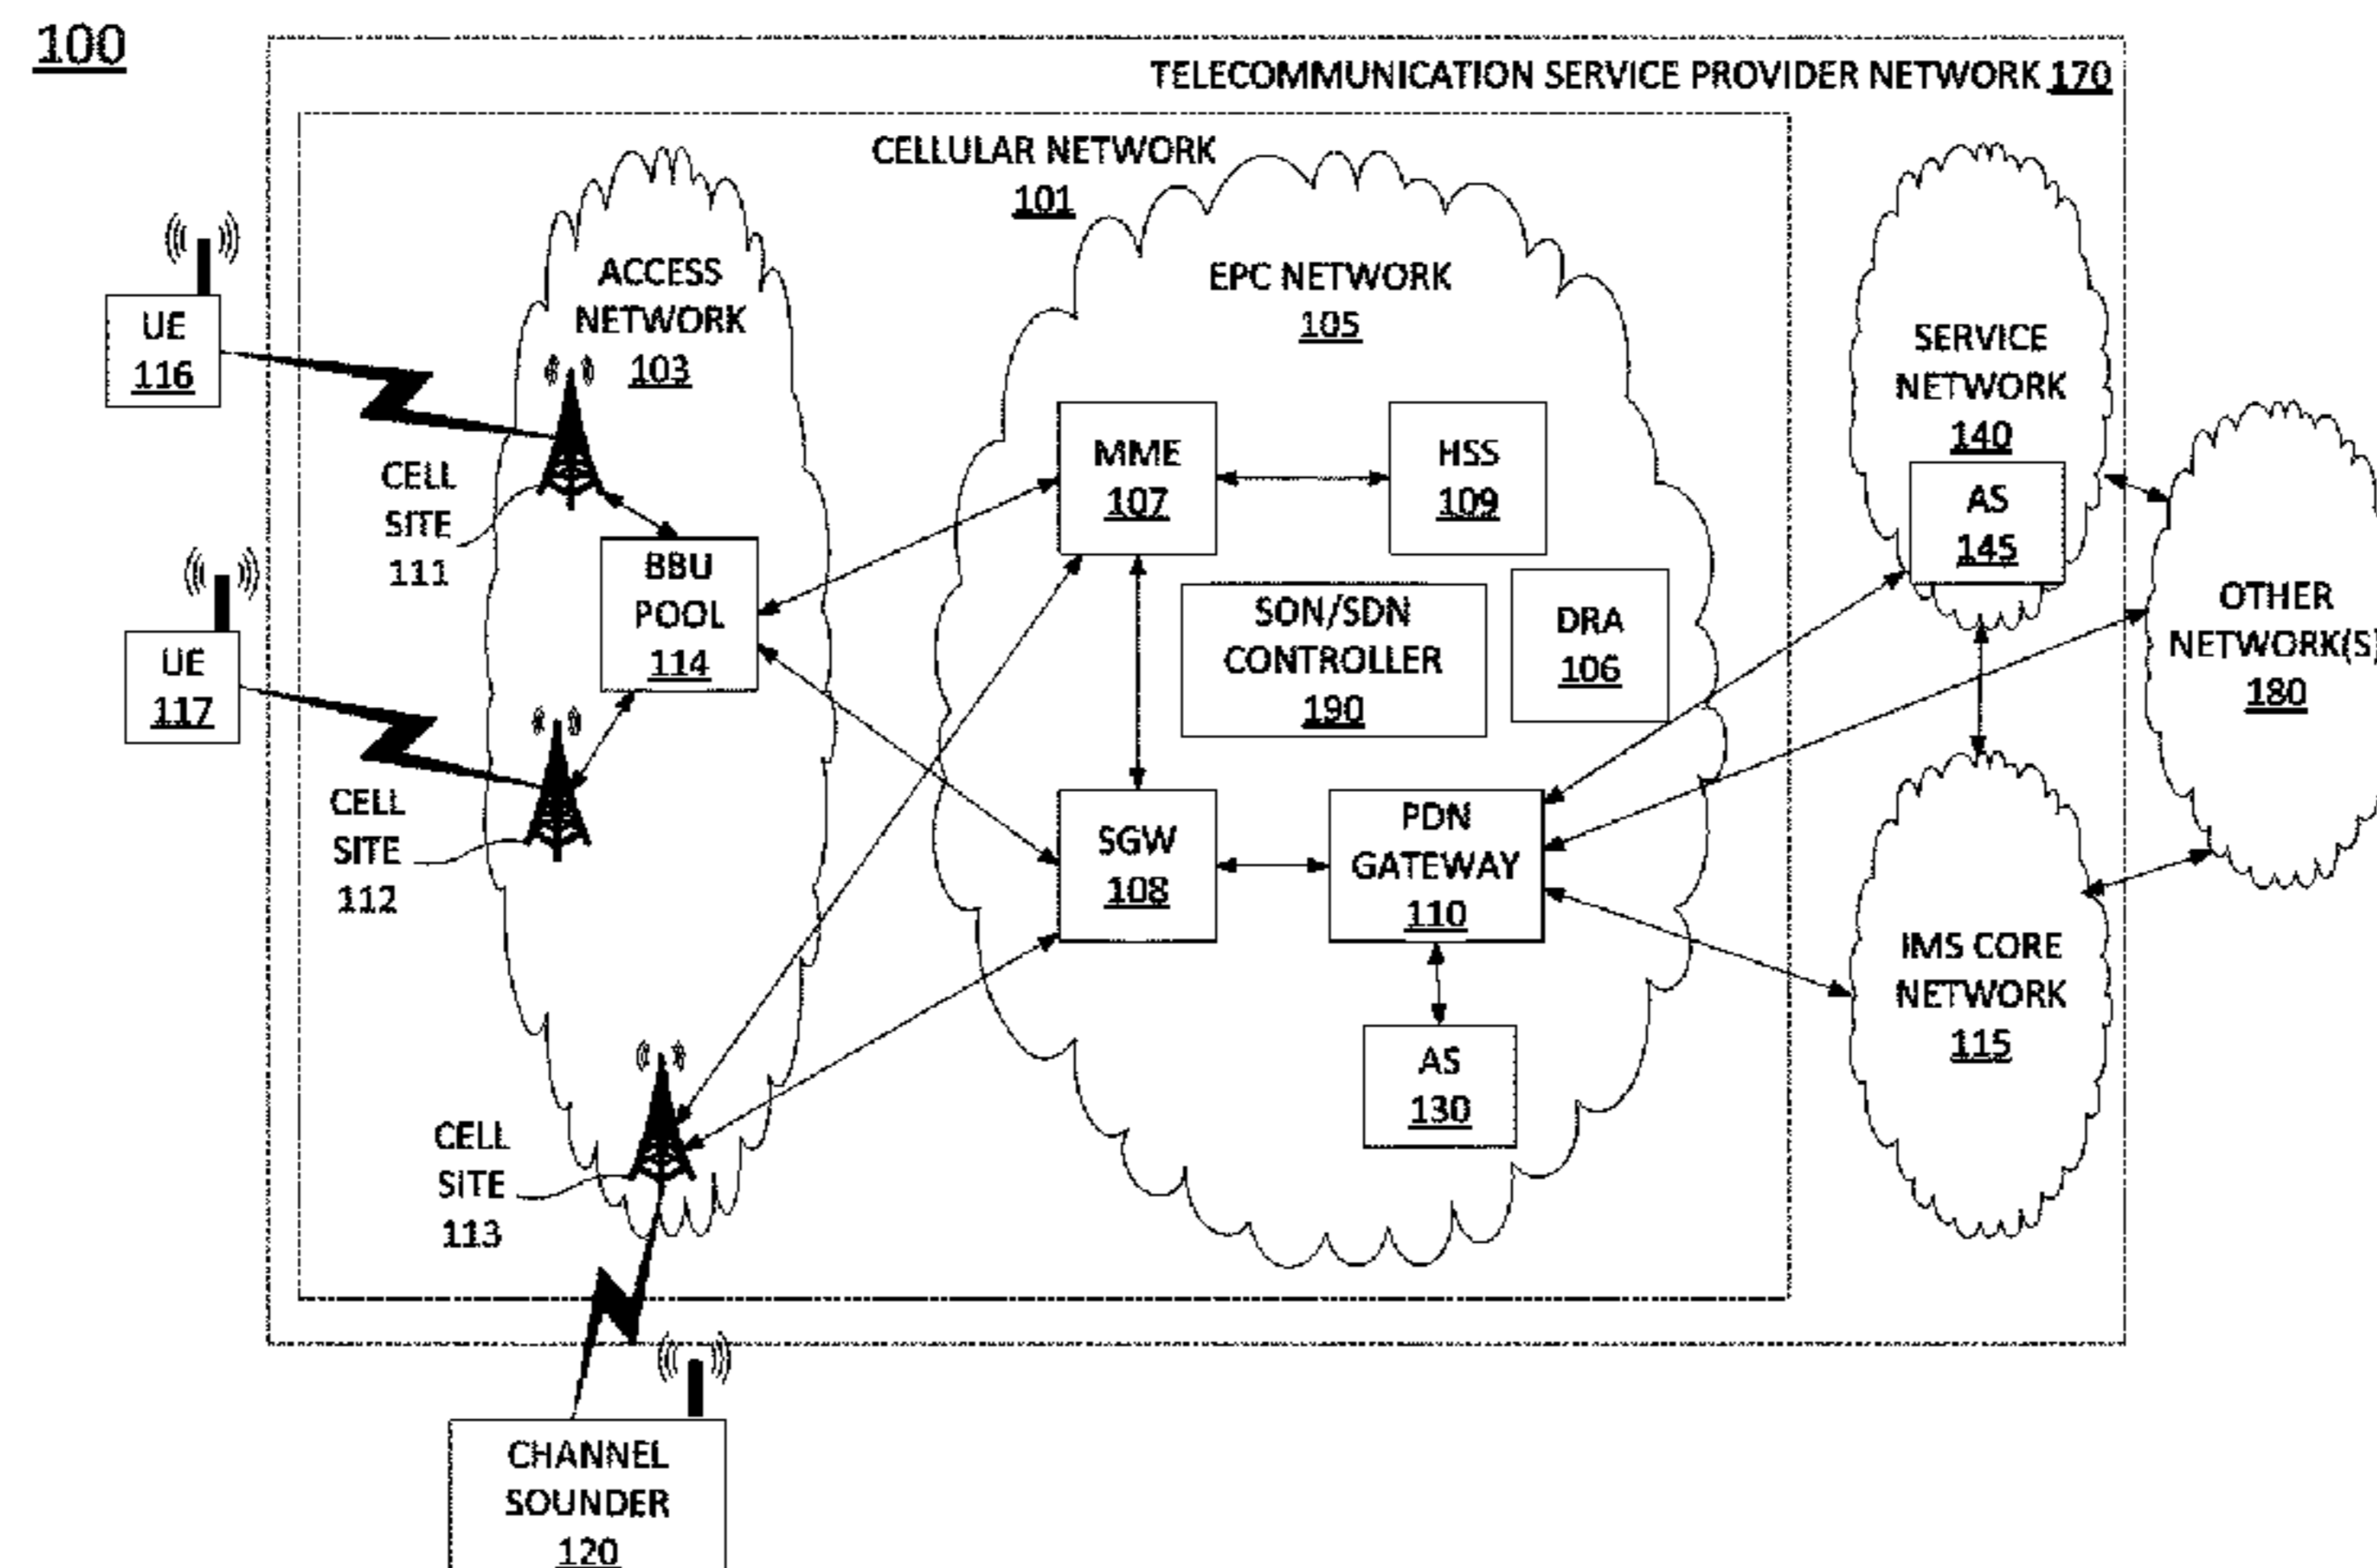 100
TELECOMMUNICATION SERVICE PROVIDER NETWORK 170
CELLULAR NETWORK
101
ACCESS
NETWORK
103
EPC NETWORK
105
UE
116
CELL
SITE
111
UE
117
CELL
SITE
112
BBU
POOL
114
MME
107
HSS
109
SON/SDN
CONTROLLER
190
DRA
106
SGW
108
PDN
GATEWAY
110
AS
130
CELL
SITE
113
CHANNEL
SOUNDER
120
SERVICE
NETWORK
140
AS
145
OTHER
NETWORK(S)
180
IMS CORE
NETWORK
115